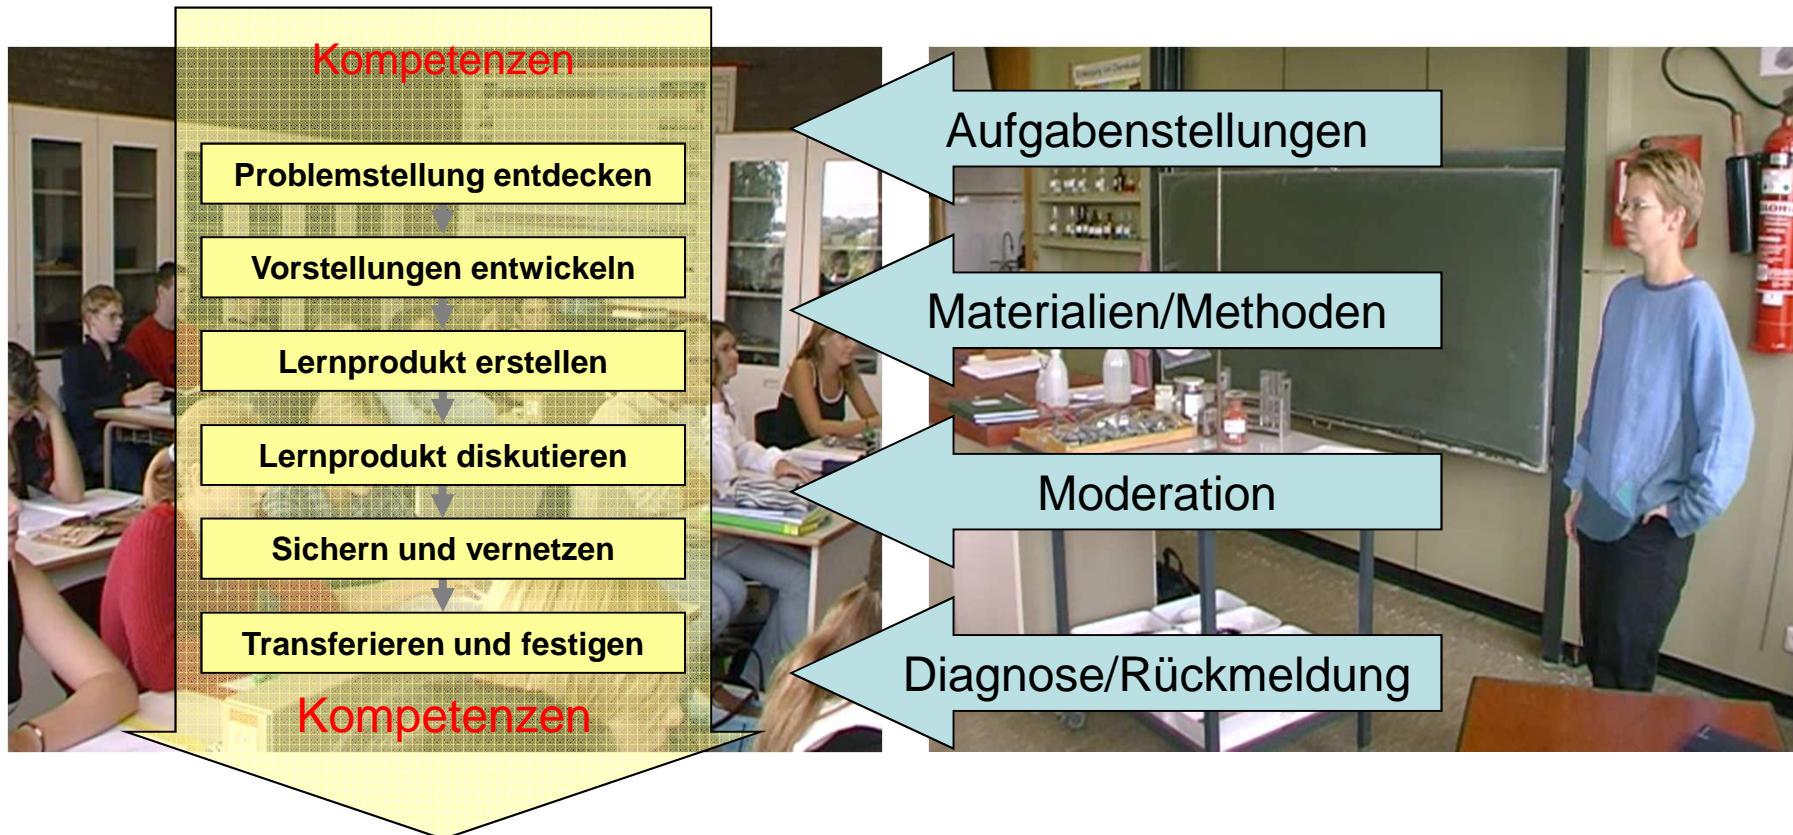 Kompetenzen
Problemstellung entdecken
Vorstellungen entwickeln
Lernprodukt erstellen
Lernprodukt diskutieren
Sichern und vernetzen
Transferieren und festigen
Kompetenzen
Aufgabenstellungen
Materialien/Methoden
Moderation
Diagnose/Rückmeldung